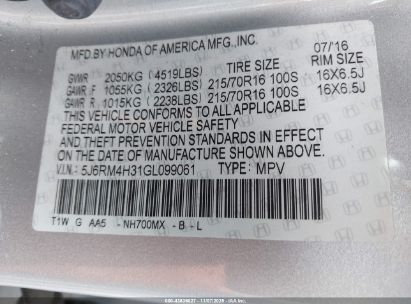 MFD.BY HONDA OF AMERICA MFG.,INC. 07/16
GVWR 2050KG (4519LBS) TIRE SIZE RIM SIZE
GAWR F 1055KG (2326LBS) 215/70R16 100S 16X6.5J
GAWR R 1015KG (2238LBS) 215/70R16 100S 16X6.5J
THIS VEHICLE CONFORMS TO ALL APPLICABLE
FEDERAL MOTOR VEHICLE SAFETY
AND THEFT PREVENTION STANDARDS IN EFFECT ON
THE DATE OF MANUFACTURE SHOWN ABOVE.
V.I.N.: 5J6RM4H31GL099061 TYPE: MPV
T1W G AA5 - NH700MX - B - L